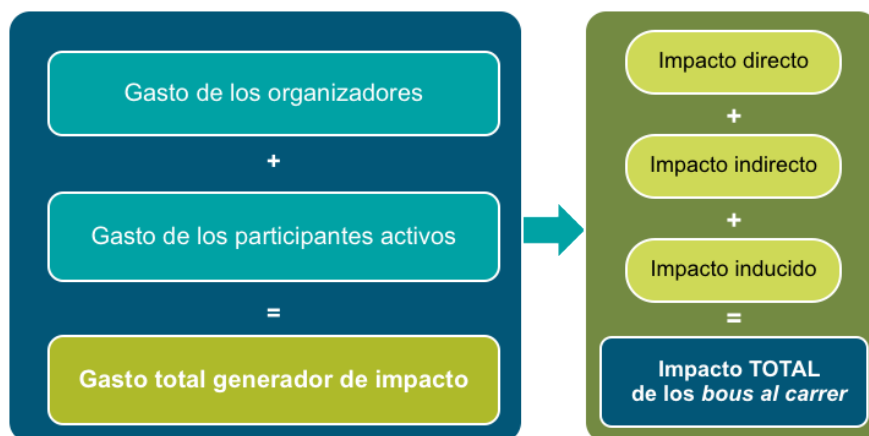 Gasto de los organizadores
+
Gasto de los participantes activos
=
Gasto total generador de impacto
Impacto directo
+
Impacto indirecto
+
Impacto inducido
=
Impacto TOTAL
de los bous al carrer